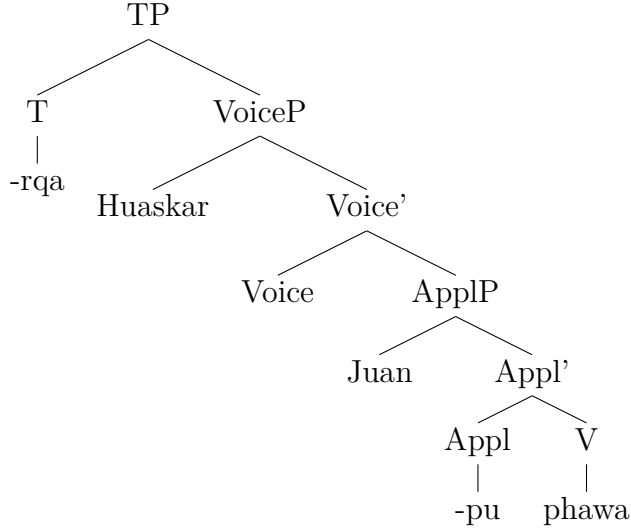 TP
T VoiceP
-rqa
Huaskar Voice'
Voice ApplP
Juan Appl'
Appl V
-pu phawa